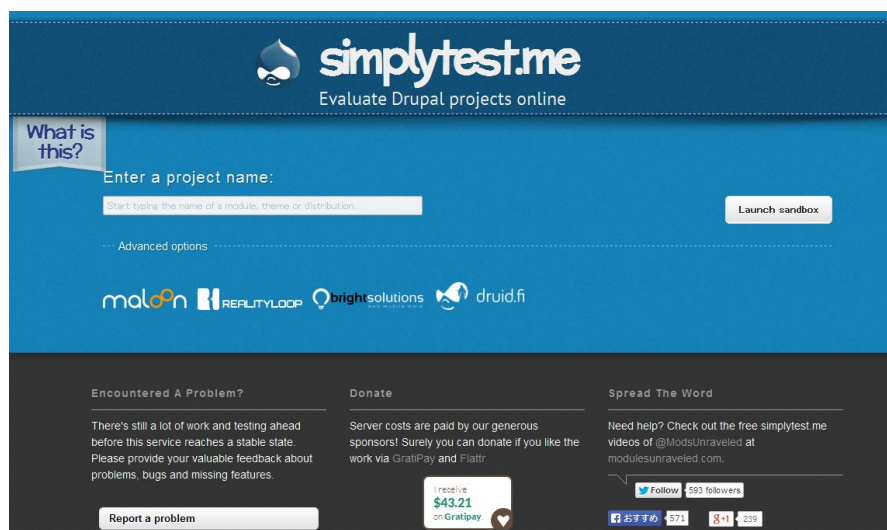 simplytest.me
Evaluate Drupal projects online
What is
this?
Enter a project name:
Start typing the name of a module, theme or distribution.
Launch sandbox
Advanced options
maloon
REALITYLOOP
brightsolutions
web mobile more
druid.fi
Encountered A Problem?
There's still a lot of work and testing ahead
before this service reaches a stable state.
Please provide your valuable feedback about
problems, bugs and missing features.
Report a problem
Donate
Server costs are paid by our generous
sponsors! Surely you can donate if you like the
work via GratiPay and Flattr
I receive
$43.21
on Gratipay.
Spread The Word
Need help? Check out the free simplytest.me
videos of @ModsUnraveled at
modulesunraveled.com.
Follow 593 followers
おすすめ 571 g+1 239